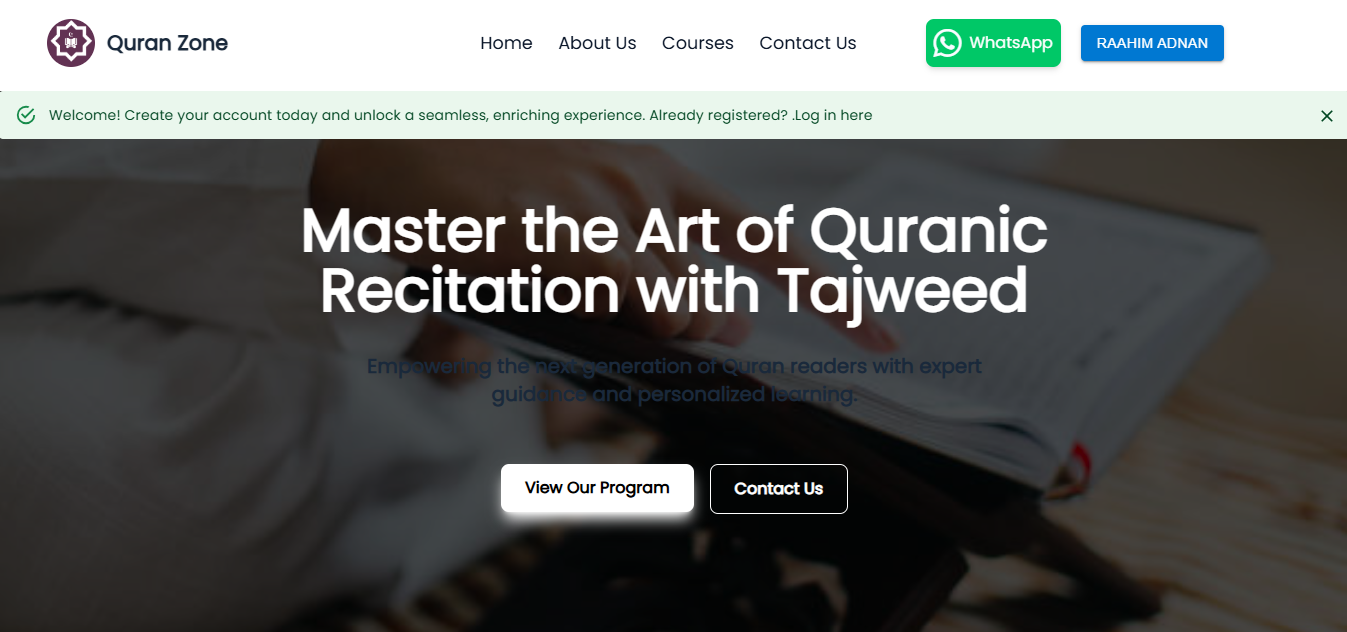 Quran Zone
Home
About Us
Courses
Contact Us
WhatsApp
RAAHIM ADNAN
Welcome! Create your account today and unlock a seamless, enriching experience. Already registered? .Log in here
Master the Art of Quranic
Recitation with Tajweed
Empowering the next generation of Quran readers with expert
guidance and personalized learning.
View Our Program
Contact Us